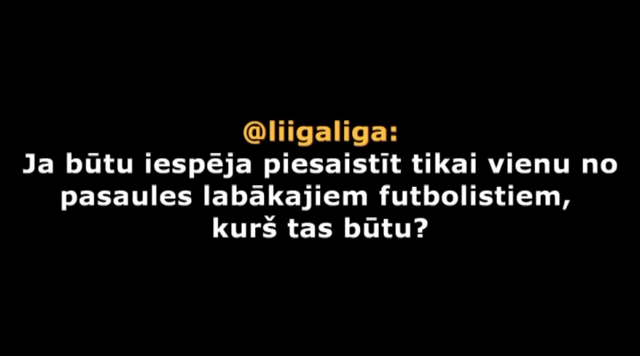 @liigaliga:
Ja būtu iespēja piesaistīt tikai vienu no
pasaules labākajiem futbolistiem,
kurš tas būtu?